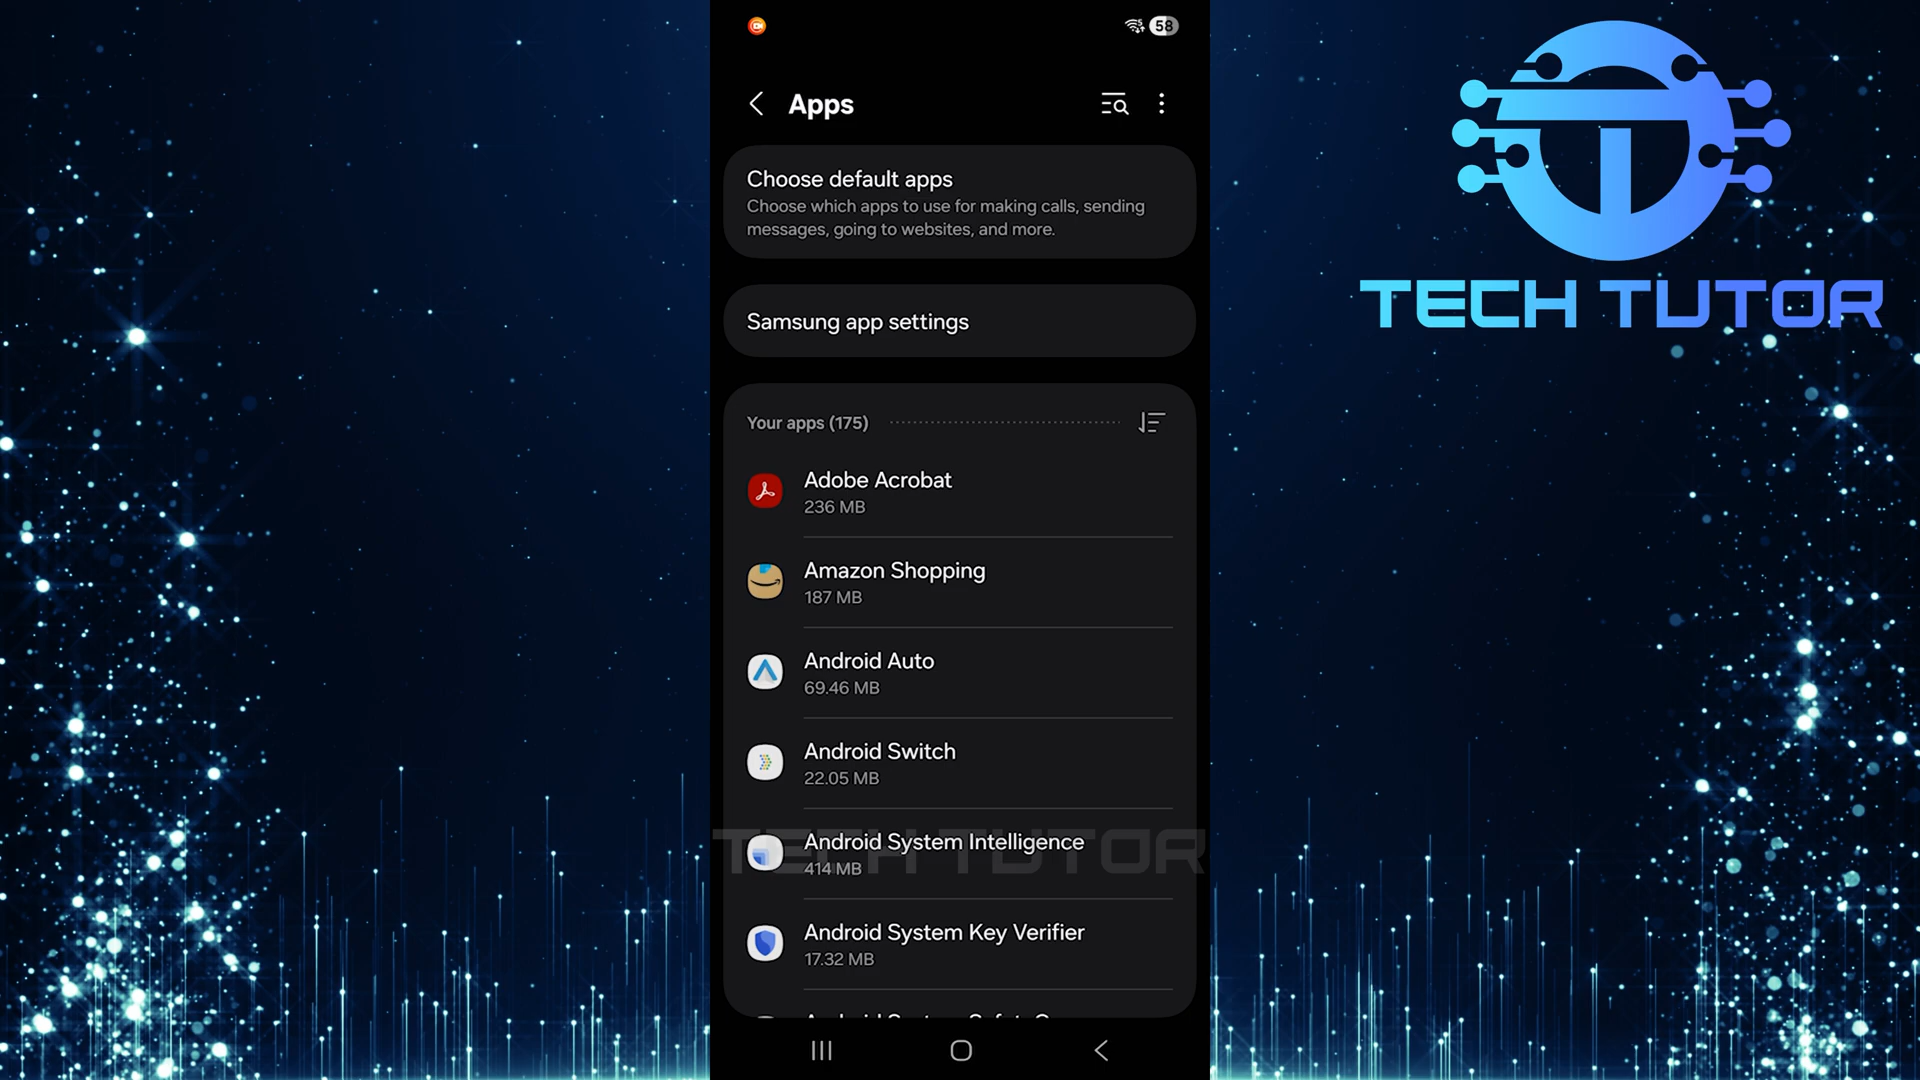 58
Apps
Choose default apps
Choose which apps to use for making calls, sending
messages, going to websites, and more.
Samsung app settings
Your apps (175)
Adobe Acrobat
236 MB
Amazon Shopping
187 MB
Android Auto
69.46 MB
Android Switch
22.05 MB
Android System Intelligence
414 MB
Android System Key Verifier
17.32 MB
TECH TUTOR
TECH TUTOR